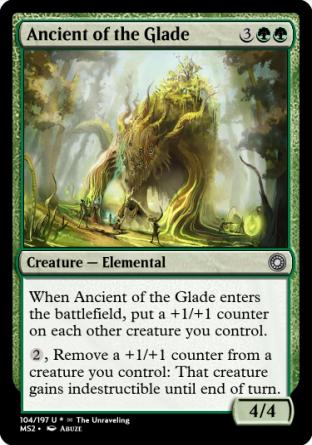 Ancient of the Glade 3
Creature — Elemental
When Ancient of the Glade enters
the battlefield, put a +1/+1 counter
on each other creature you control.
2, Remove a +1/+1 counter from a
creature you control: That creature
gains indestructible until end of turn.
4/4
104/197 U * The Unraveling
MS2 • ABUZE